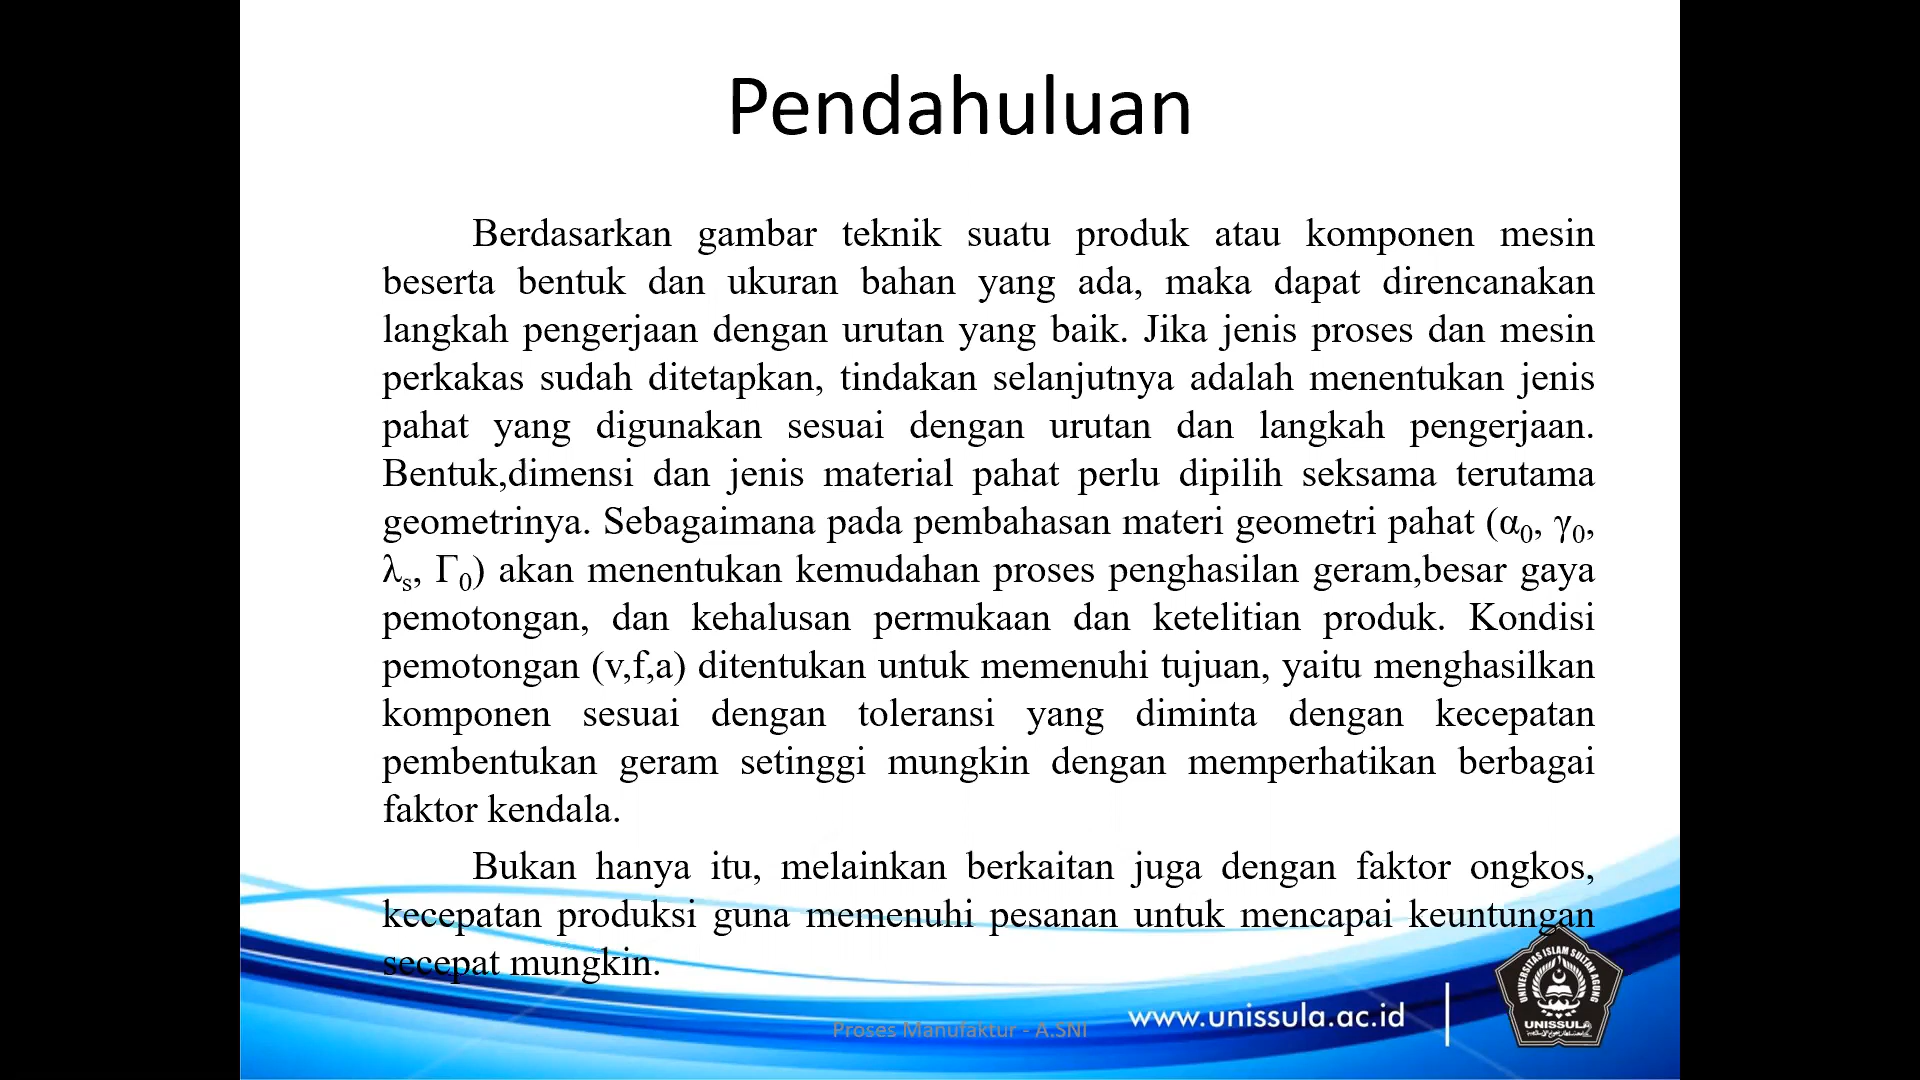 Pendahuluan
Berdasarkan gambar teknik suatu produk atau komponen mesin
beserta bentuk dan ukuran bahan yang ada, maka dapat direncanakan
langkah pengerjaan dengan urutan yang baik. Jika jenis proses dan mesin
perkakas sudah ditetapkan, tindakan selanjutnya adalah menentukan jenis
pahat yang digunakan sesuai dengan urutan dan langkah pengerjaan.
Bentuk,dimensi dan jenis material pahat perlu dipilih seksama terutama
geometrinya. Sebagaimana pada pembahasan materi geometri pahat (α₀, γ₀,
λₛ, Γ₀) akan menentukan kemudahan proses penghasilan geram,besar gaya
pemotongan, dan kehalusan permukaan dan ketelitian produk. Kondisi
pemotongan (v,f,a) ditentukan untuk memenuhi tujuan, yaitu menghasilkan
komponen sesuai dengan toleransi yang diminta dengan kecepatan
pembentukan geram setinggi mungkin dengan memperhatikan berbagai
faktor kendala.
Bukan hanya itu, melainkan berkaitan juga dengan faktor ongkos,
kecepatan produksi guna memenuhi pesanan untuk mencapai keuntungan
secepat mungkin.
Proses Manufaktur - A.SNI
www.unissula.ac.id
UNIVERSITAS ISLAM SULTAN AGUNG
UNISSULA
2